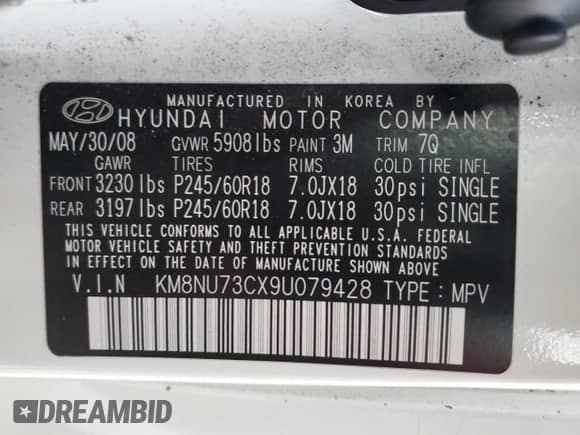 MANUFACTURED IN KOREA BY
HYUNDAI MOTOR COMPANY
MAY/30/08 GVWR 5908lbs PAINT 3M TRIM 7Q
GAWR TIRES RIMS COLD TIRE INFL
FRONT 3230lbs P245/60R18 7.0JX18 30psi SINGLE
REAR 3197lbs P245/60R18 7.0JX18 30psi SINGLE
THIS VEHICLE CONFORMS TO ALL APPLICABLE U.S.A. FEDERAL
MOTOR VEHICLE SAFETY AND THEFT PREVENTION STANDARDS
IN EFFECT ON THE DATE OF MANUFACTURE SHOWN ABOVE
V.I.N KM8NU73CX9U079428 TYPE : MPV
DREAMBID